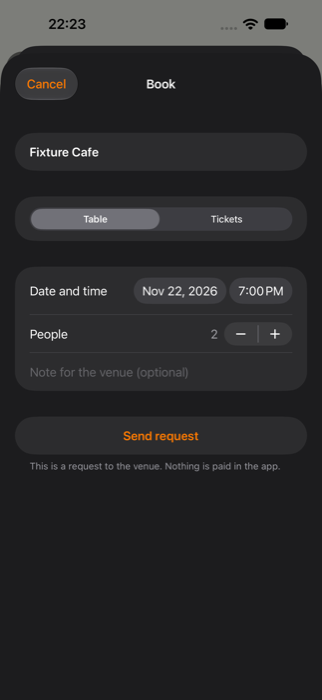 22:23
Cancel
Book
Fixture Cafe
Table
Tickets
Date and time
Nov 22, 2026
7:00 PM
People
2
Note for the venue (optional)
Send request
This is a request to the venue. Nothing is paid in the app.